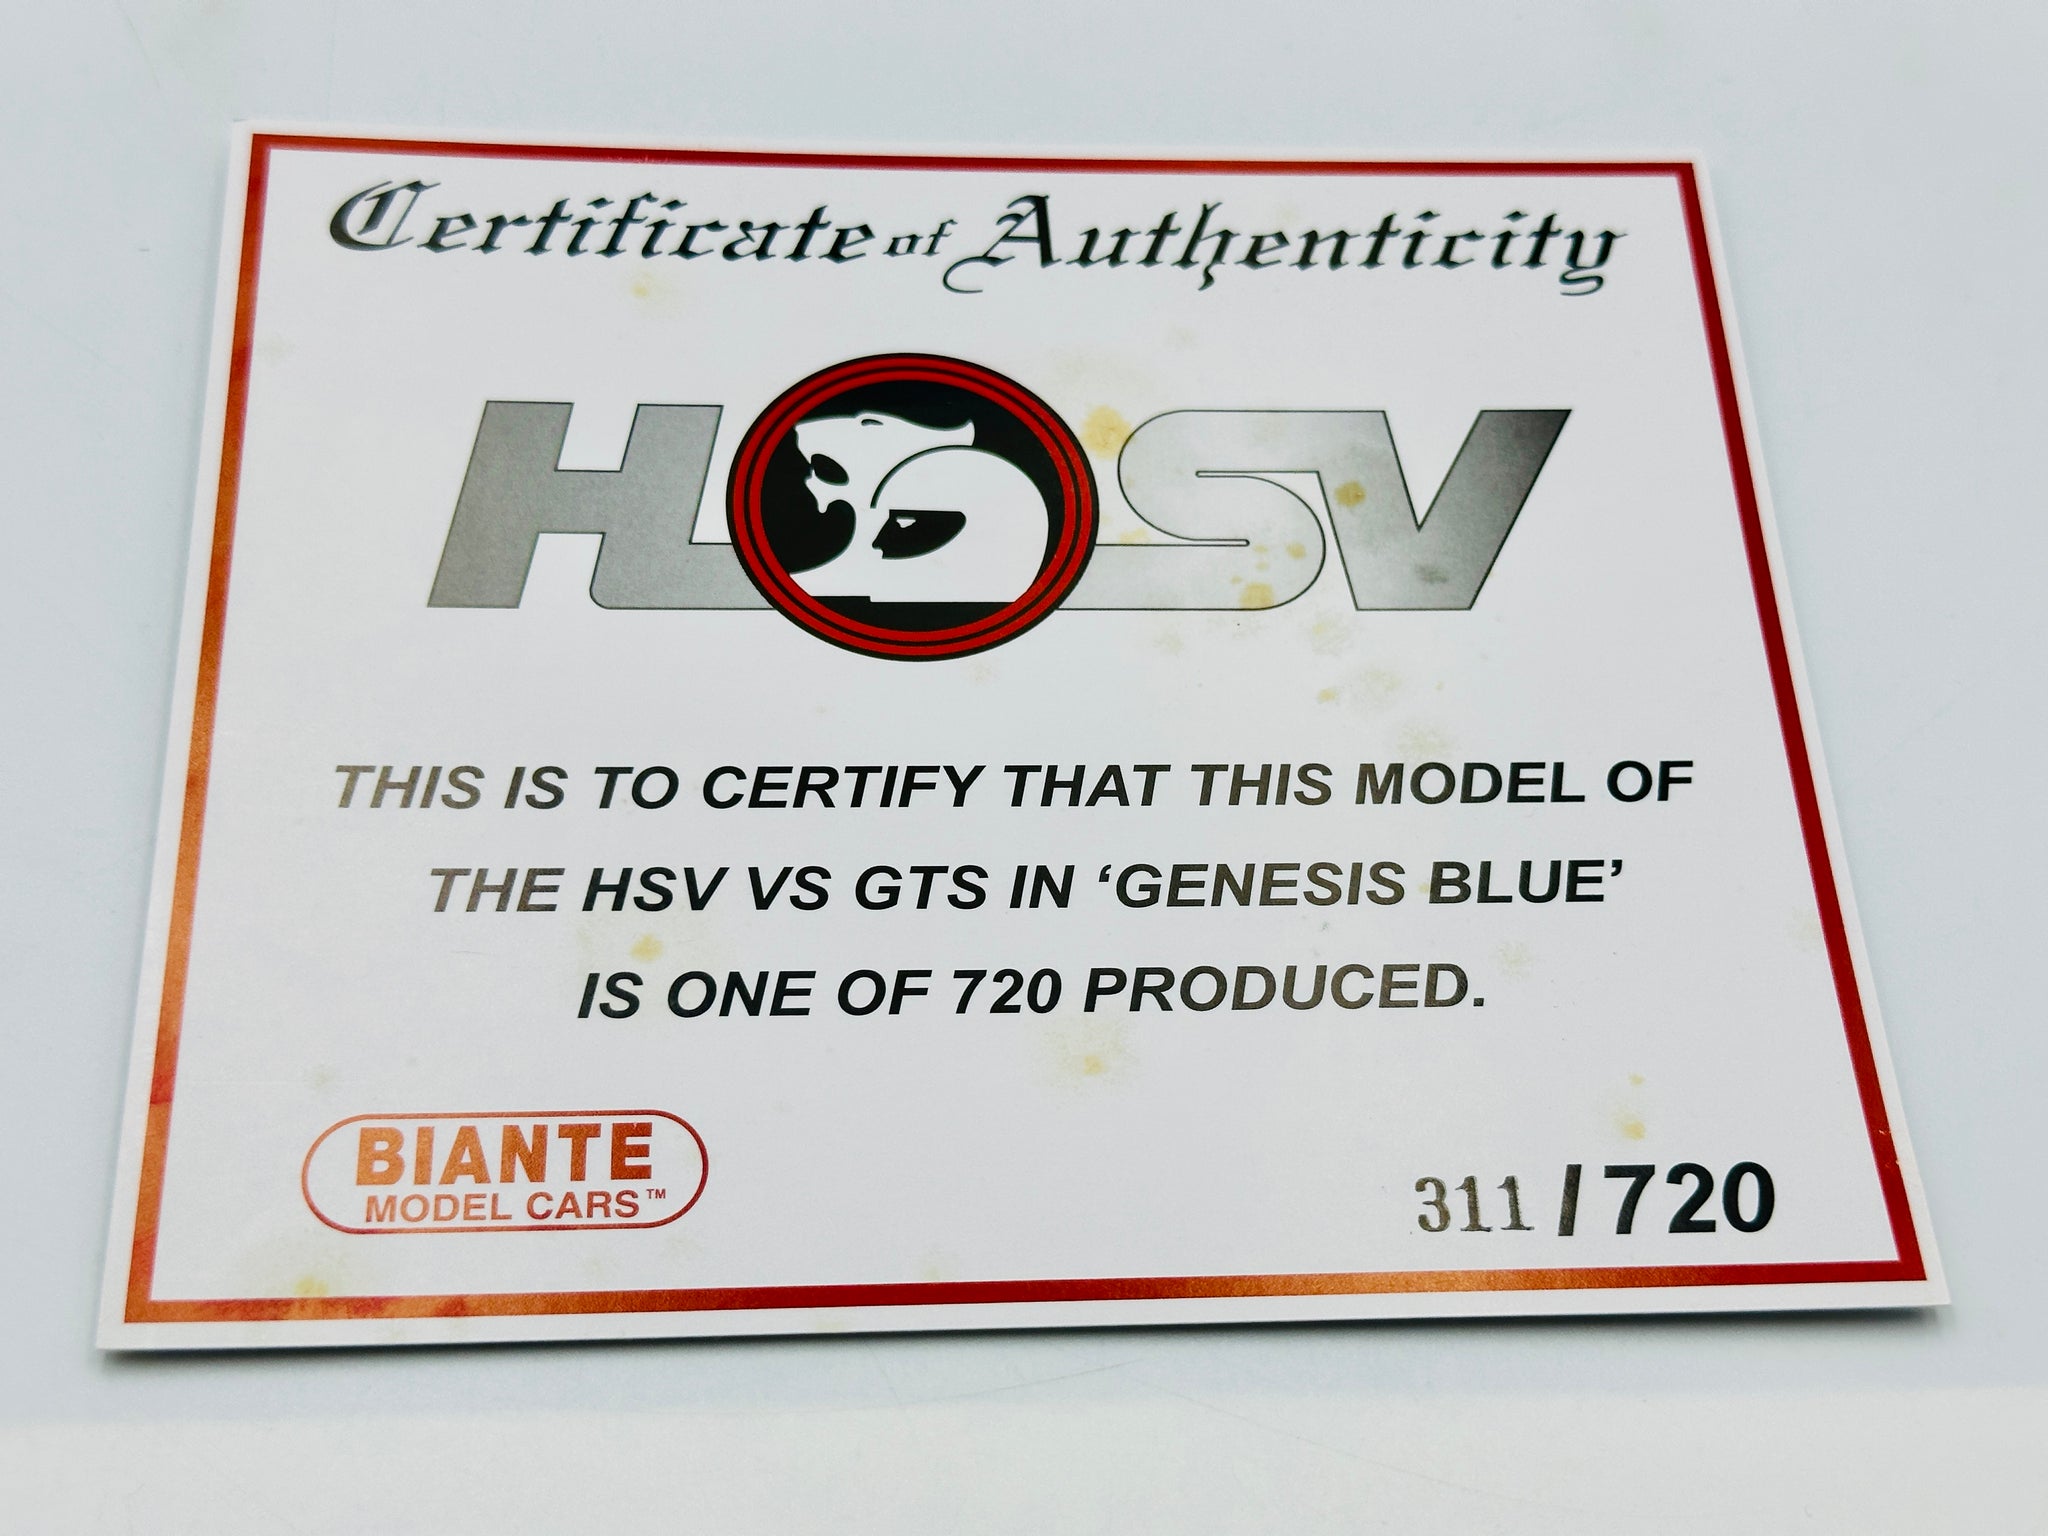 Certificate of Authenticity
HSV
THIS IS TO CERTIFY THAT THIS MODEL OF
THE HSV VS GTS IN ‘GENESIS BLUE’
IS ONE OF 720 PRODUCED.
BIANTE
MODEL CARS™
311 / 720